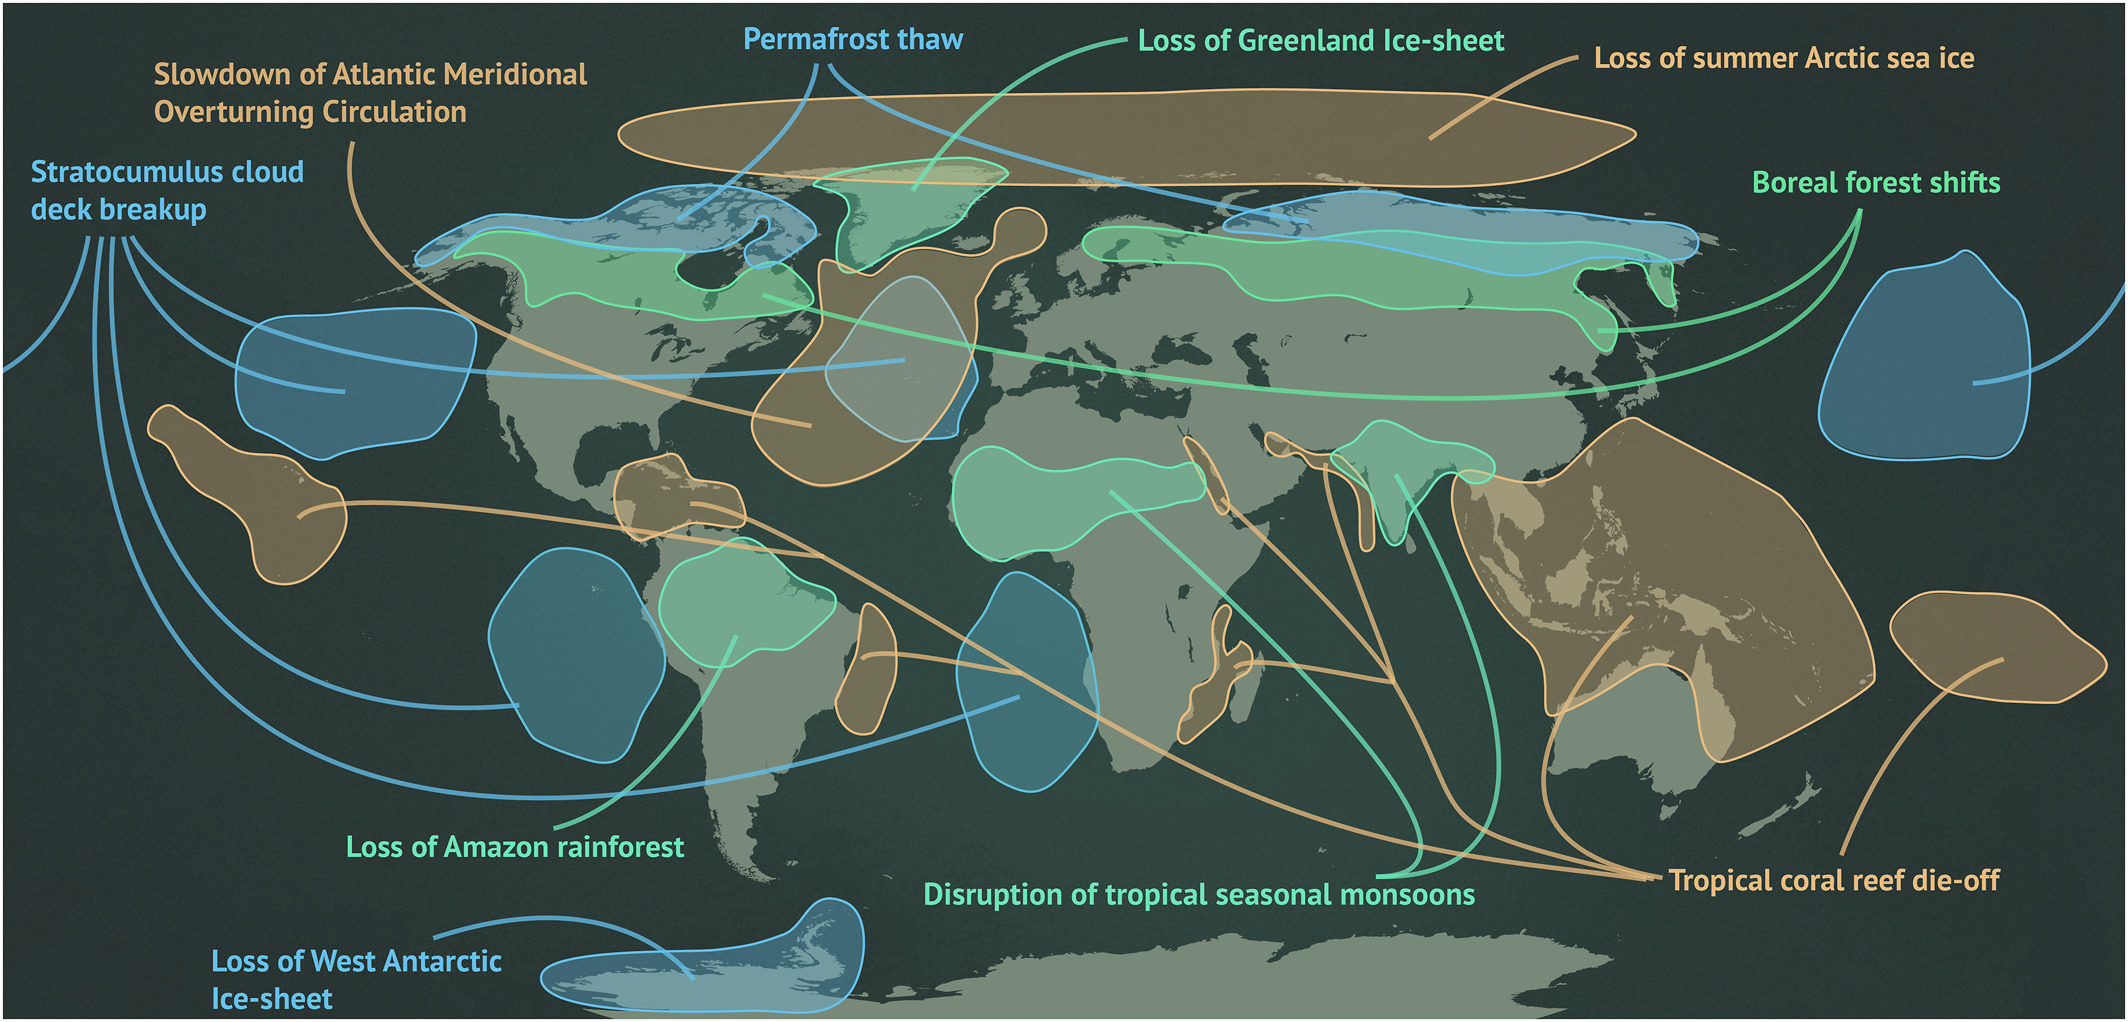 Permafrost thaw
Loss of Greenland Ice-sheet
Loss of summer Arctic sea ice
Slowdown of Atlantic Meridional
Overturning Circulation
Stratocumulus cloud
deck breakup
Boreal forest shifts
Loss of Amazon rainforest
Disruption of tropical seasonal monsoons
Tropical coral reef die-off
Loss of West Antarctic
Ice-sheet